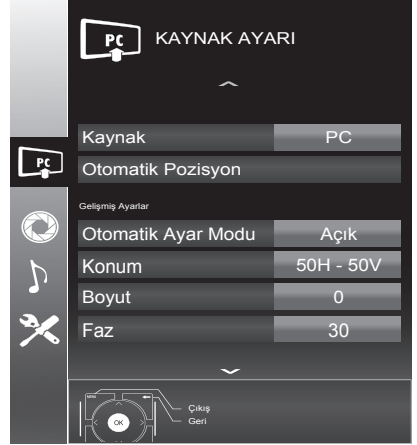 PC KAYNAK AYARI
Kaynak PC
Otomatik Pozisyon
PC
Gelişmiş Ayarlar
Otomatik Ayar Modu Açık
Konum 50H - 50V
Boyut 0
Faz 30
MENU
Çıkış
OK
Geri